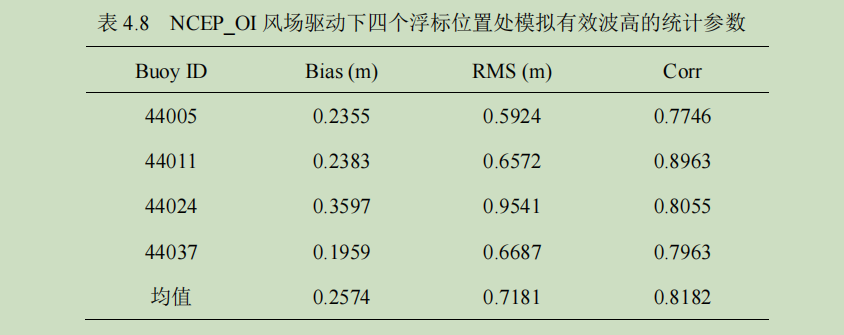 表 4.8 NCEP_OI 风场驱动下四个浮标位置处模拟有效波高的统计参数
Buoy ID Bias (m) RMS (m) Corr
44005 0.2355 0.5924 0.7746
44011 0.2383 0.6572 0.8963
44024 0.3597 0.9541 0.8055
44037 0.1959 0.6687 0.7963
均值 0.2574 0.7181 0.8182